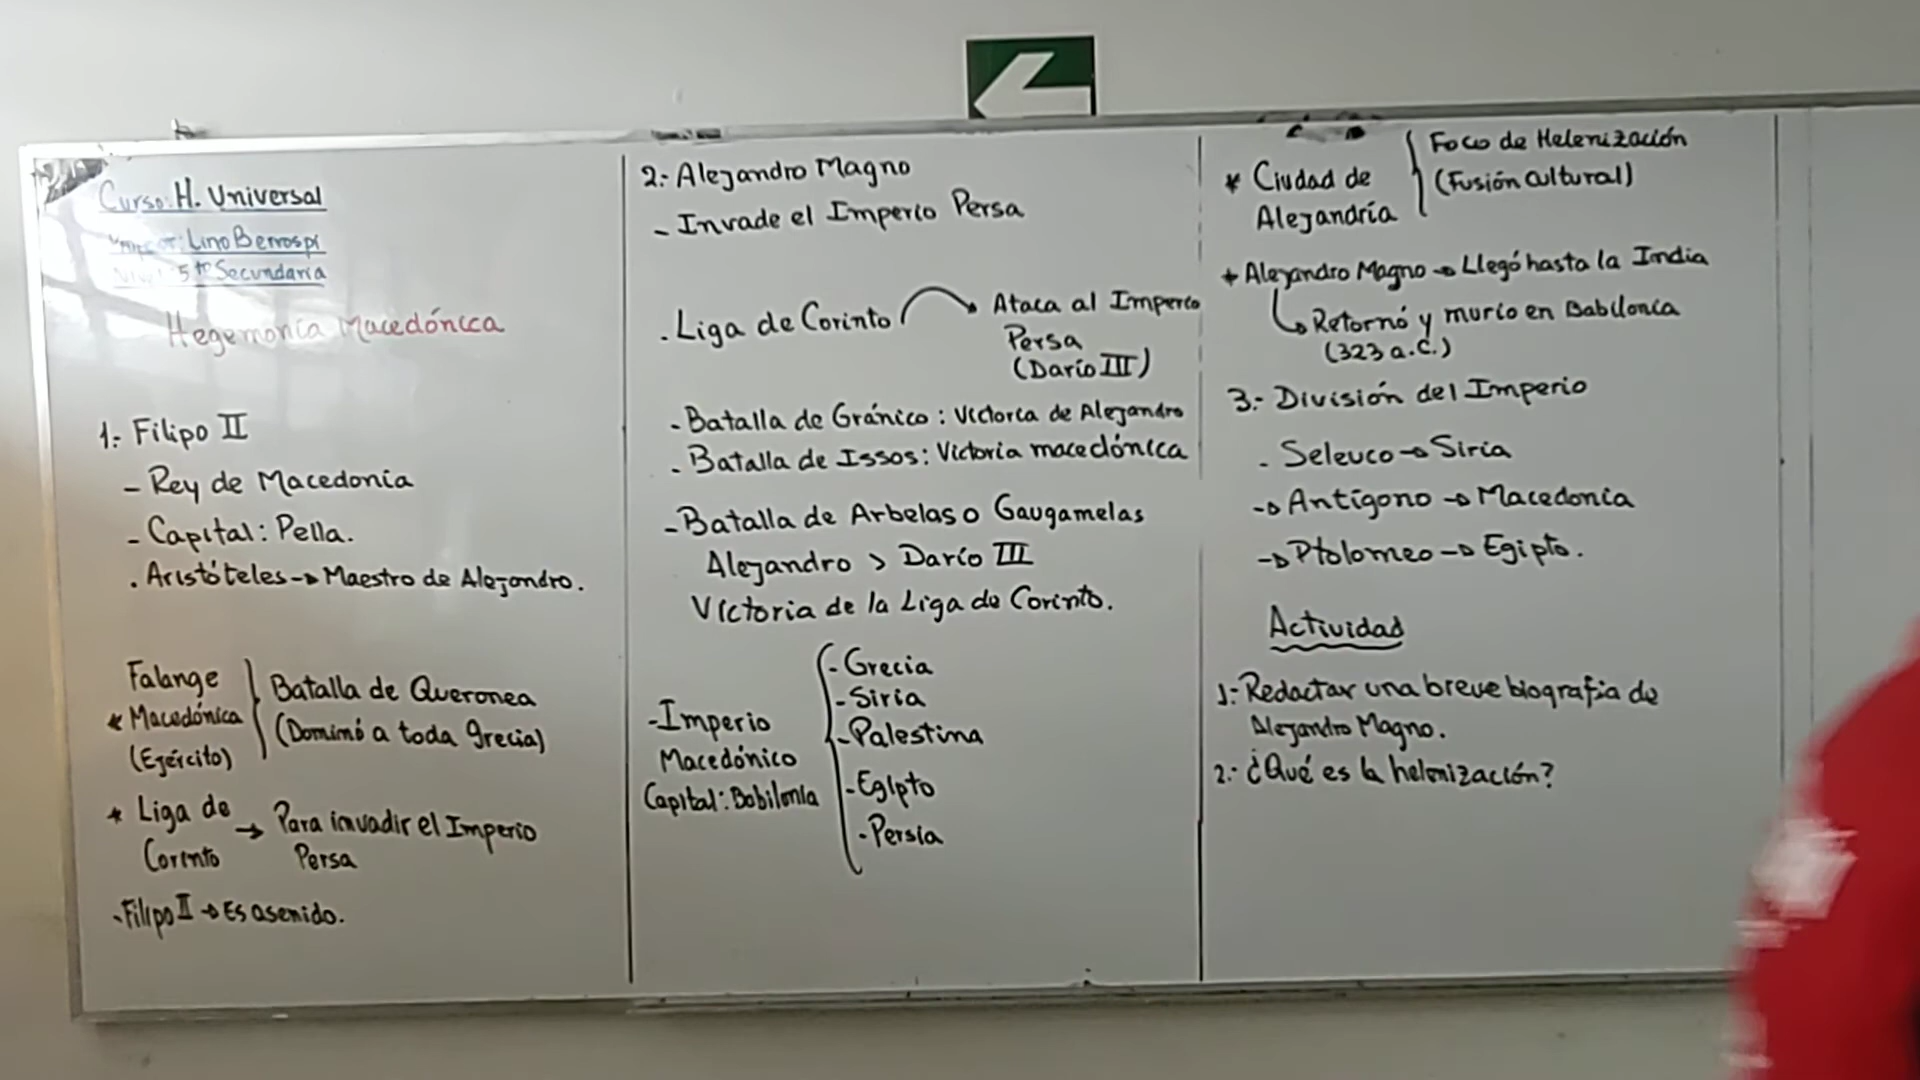 Curso: H. Universal
Lino Berrospi
5to Secundaria
Hegemonía Macedónica
1.- Filipo II
- Rey de Macedonia
- Capital: Pella.
. Aristóteles → Maestro de Alejandro.
Falange
* Macedónica
(Ejército)
Batalla de Queronea
(Dominó a toda Grecia)
* Liga de
Corinto
→ Para invadir el Imperio
Persa
- Filipo II → Es asenido.
2.- Alejandro Magno
- Invade el Imperio Persa
. Liga de Corinto
Ataca al Imperio
Persa
(Darío III)
- Batalla de Gránico: Victoria de Alejandro
- Batalla de Issos: Victoria macedónica
- Batalla de Arbelas o Gaugamelas
Alejandro > Darío III
Victoria de la Liga de Corinto.
- Imperio
Macedónico
Capital: Babilonia
- Grecia
- Siria
- Palestina
- Egipto
- Persia
* Ciudad de
Alejandría
Foco de Helenización
(Fusión Cultural)
* Alejandro Magno → Llegó hasta la India
→ Retornó y murío en Babilonia
(323 a.C.)
3.- División del Imperio
- Seleuco → Siria
→ Antígono → Macedonia
→ Ptolomeo → Egipto.
Actividad
1.- Redactar una breve biografía de
Alejandro Magno.
2.- ¿Qué es la helenización?